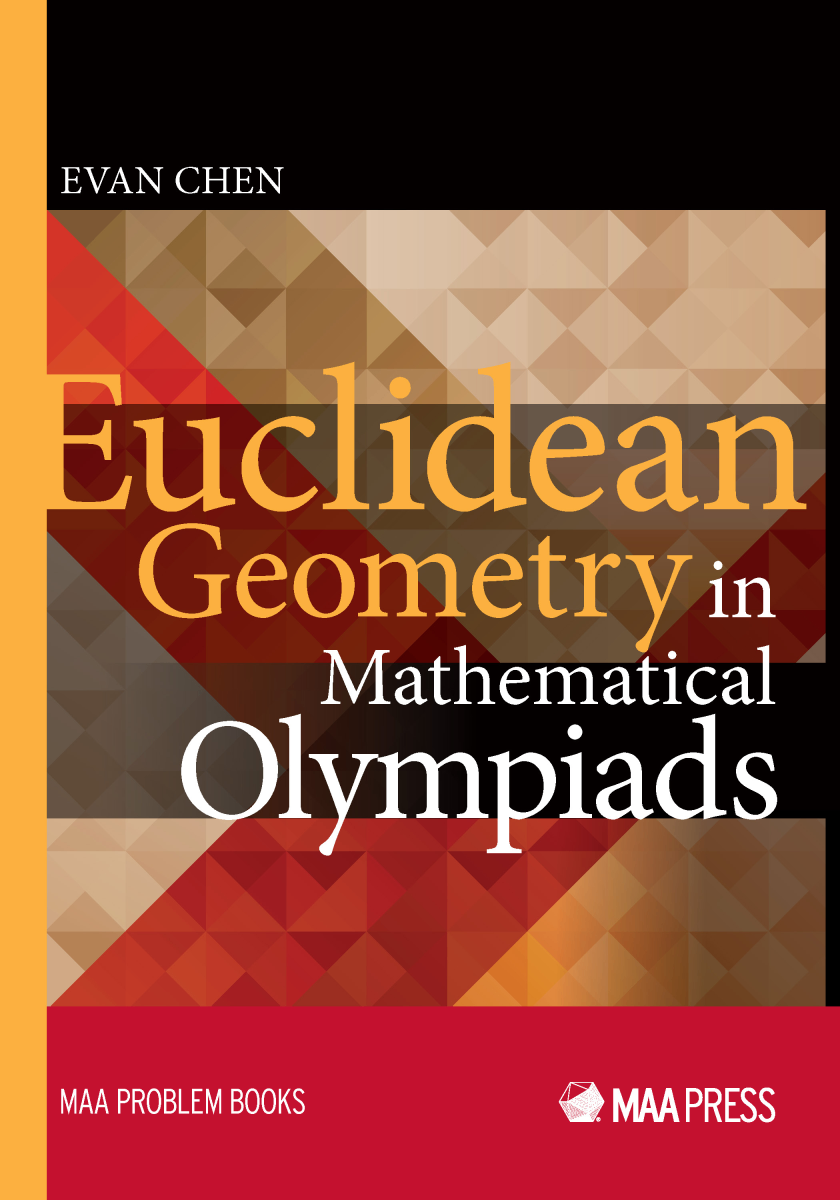 EVAN CHEN
Euclidean
Geometry in
Mathematical
Olympiads
MAA PROBLEM BOOKS
MAA PRESS